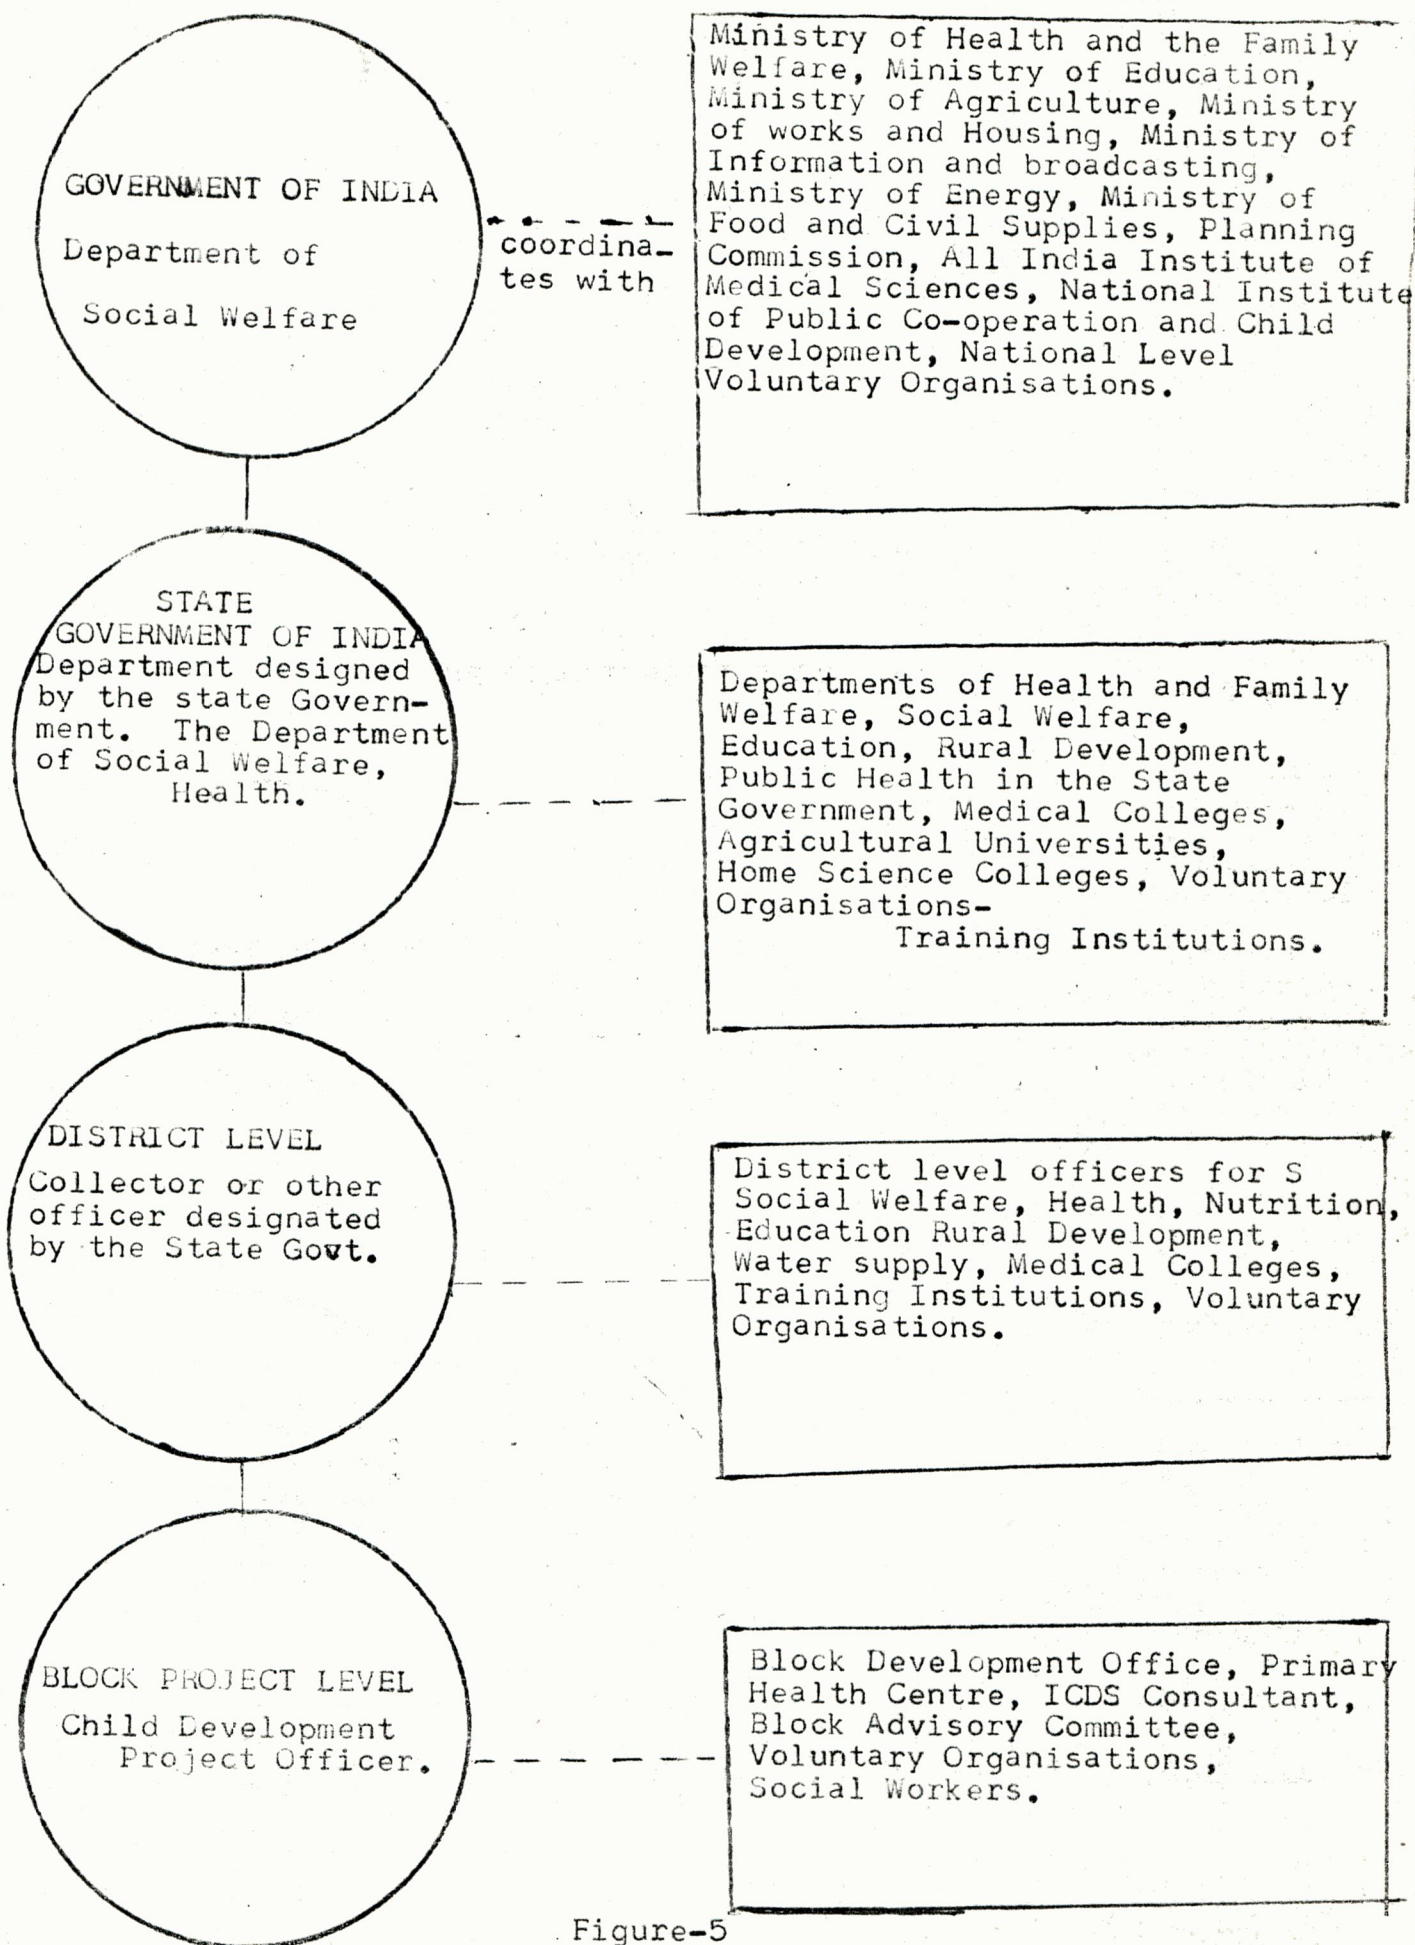 GOVERNMENT OF INDIA
Department of
Social Welfare
coordina-
tes with
Ministry of Health and the Family
Welfare, Ministry of Education,
Ministry of Agriculture, Ministry
of works and Housing, Ministry of
Information and broadcasting,
Ministry of Energy, Ministry of
Food and Civil Supplies, Planning
Commission, All India Institute of
Medical Sciences, National Institute
of Public Co-operation and Child
Development, National Level
Voluntary Organisations.
STATE
GOVERNMENT OF INDIA
Department designed
by the state Govern-
ment. The Department
of Social Welfare,
Health.
Departments of Health and Family
Welfare, Social Welfare,
Education, Rural Development,
Public Health in the State
Government, Medical Colleges,
Agricultural Universities,
Home Science Colleges, Voluntary
Organisations-
Training Institutions.
DISTRICT LEVEL
Collector or other
officer designated
by the State Govt.
District level officers for S
Social Welfare, Health, Nutrition,
Education Rural Development,
Water supply, Medical Colleges,
Training Institutions, Voluntary
Organisations.
BLOCK PROJECT LEVEL
Child Development
Project Officer.
Block Development Office, Primary
Health Centre, ICDS Consultant,
Block Advisory Committee,
Voluntary Organisations,
Social Workers.
Figure-5